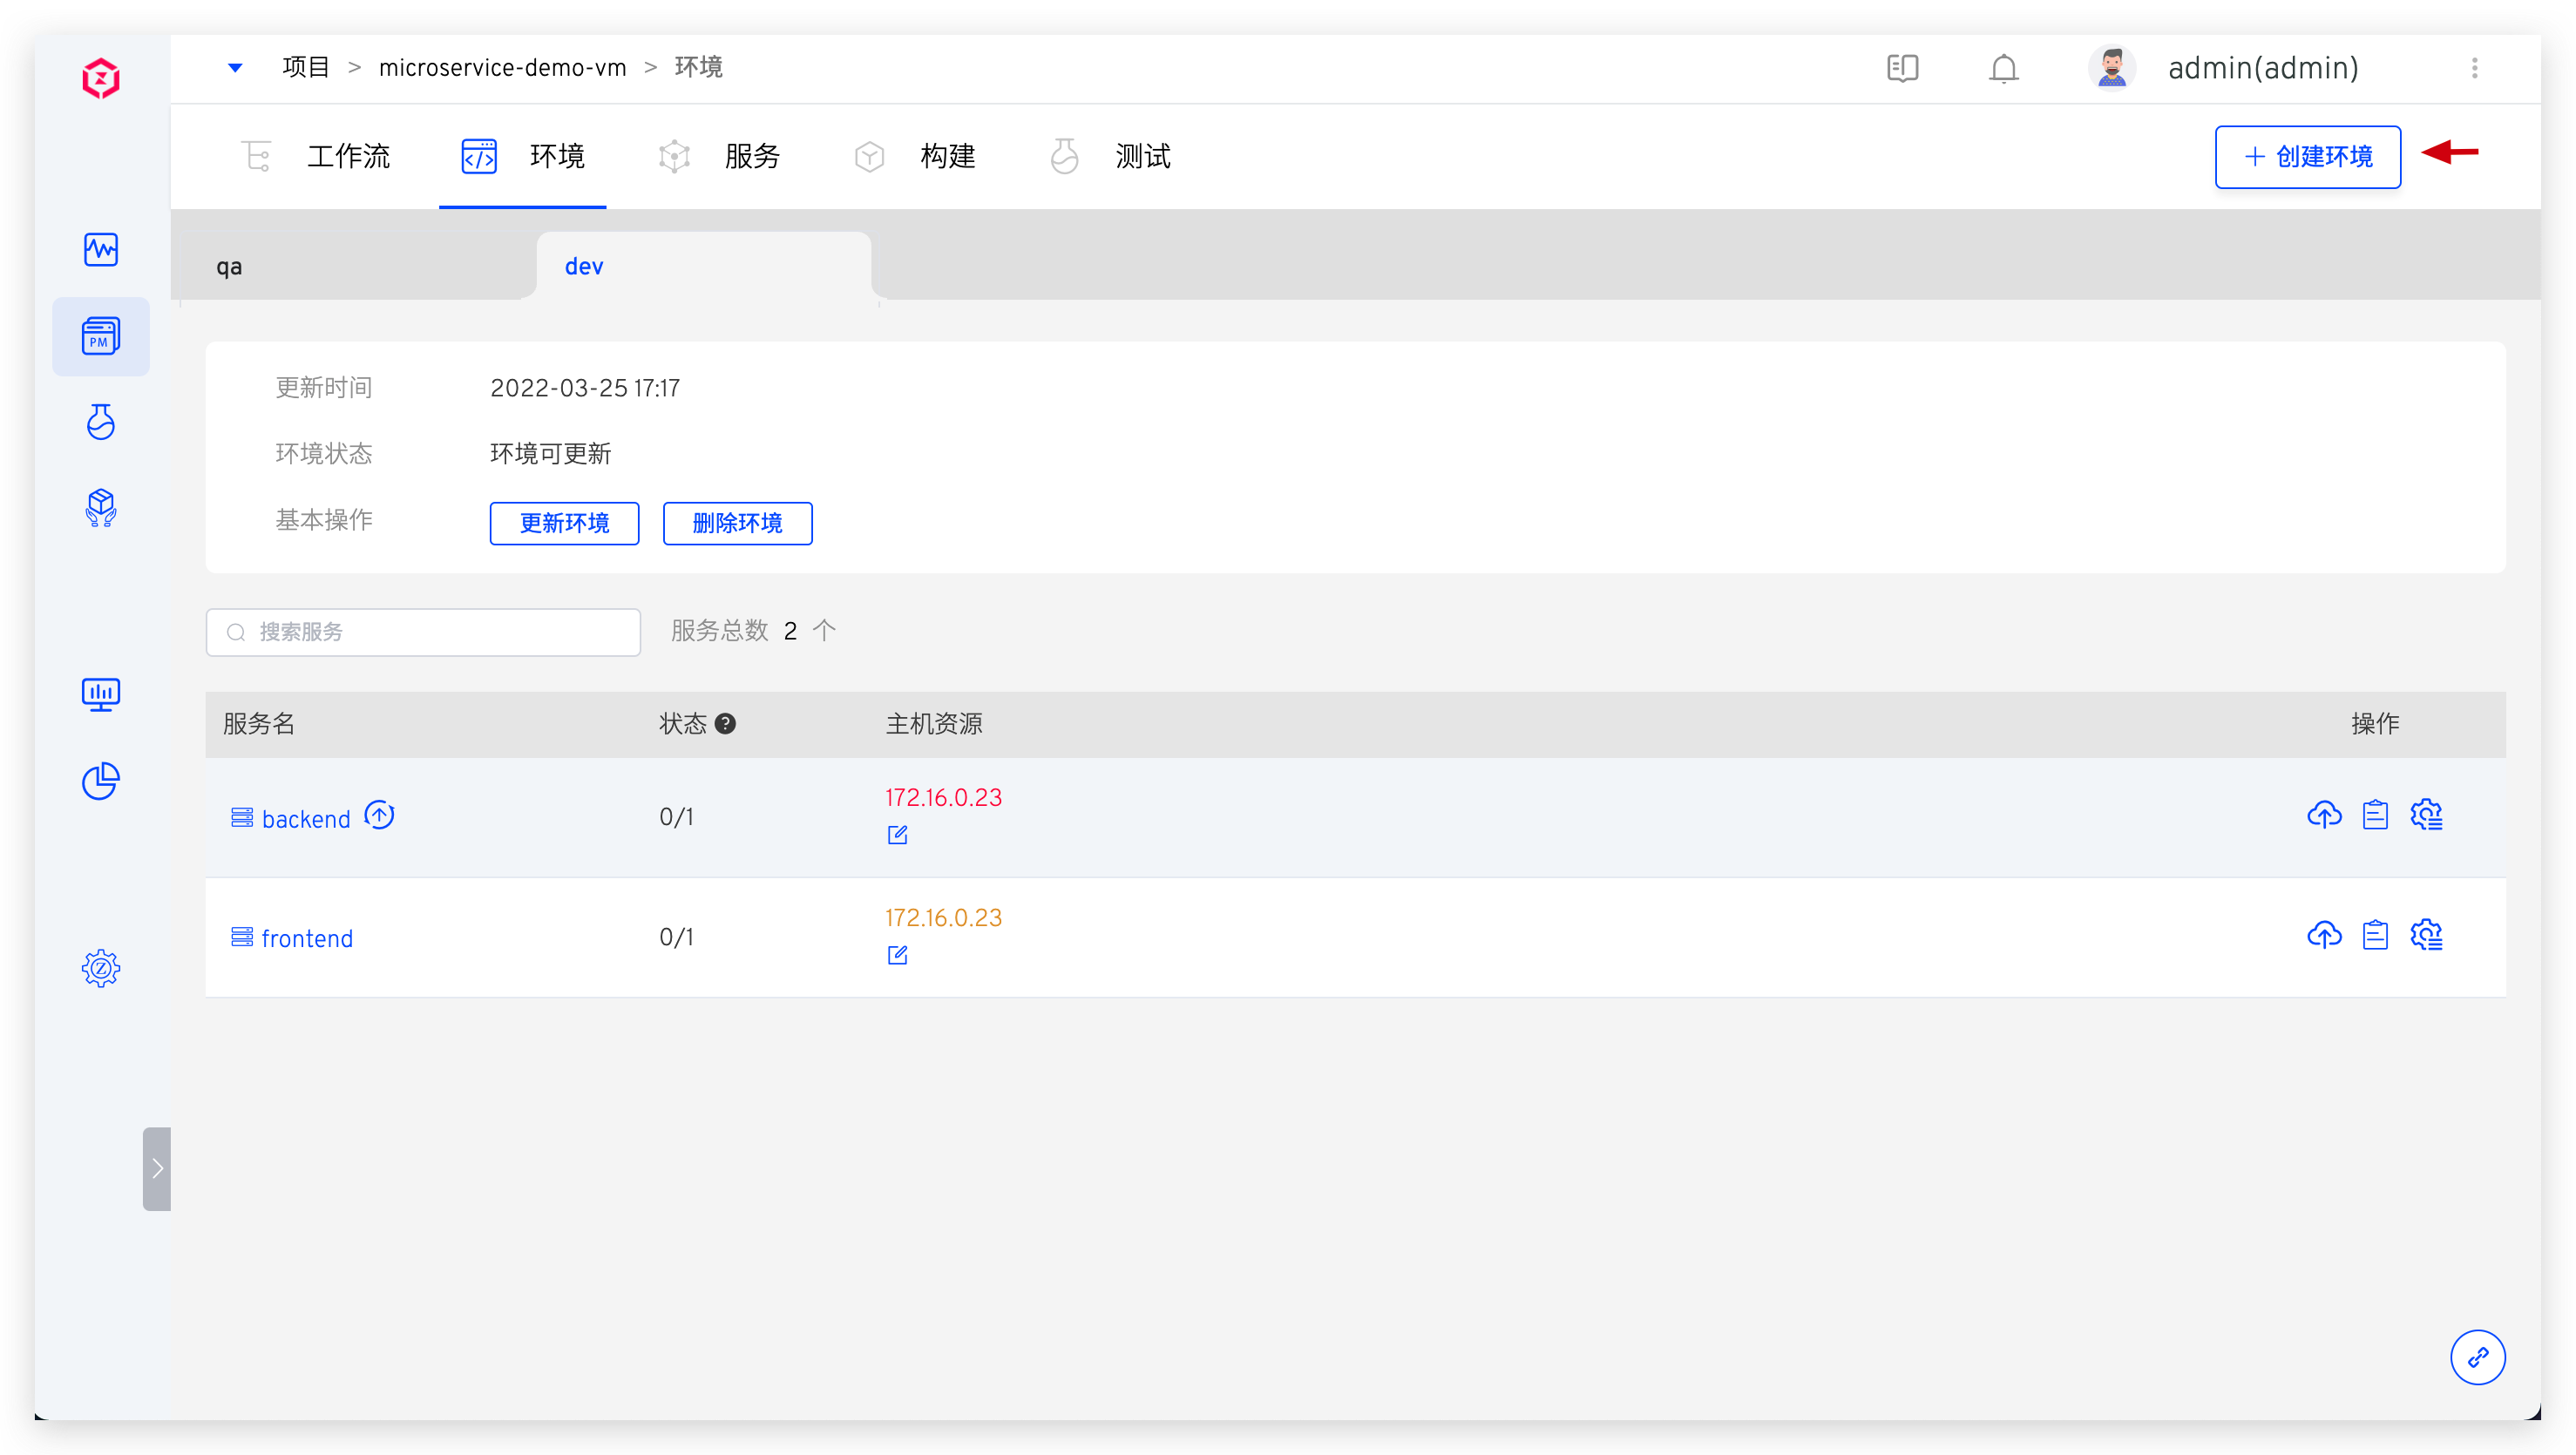 项目 > microservice-demo-vm > 环境
admin(admin)
工作流 环境 服务 构建 测试
+ 创建环境
qa dev
PM
更新时间 2022-03-25 17:17
环境状态 环境可更新
基本操作 更新环境 删除环境
搜索服务 服务总数 2 个
服务名 状态 ? 主机资源 操作
backend 0/1 172.16.0.23
frontend 0/1 172.16.0.23